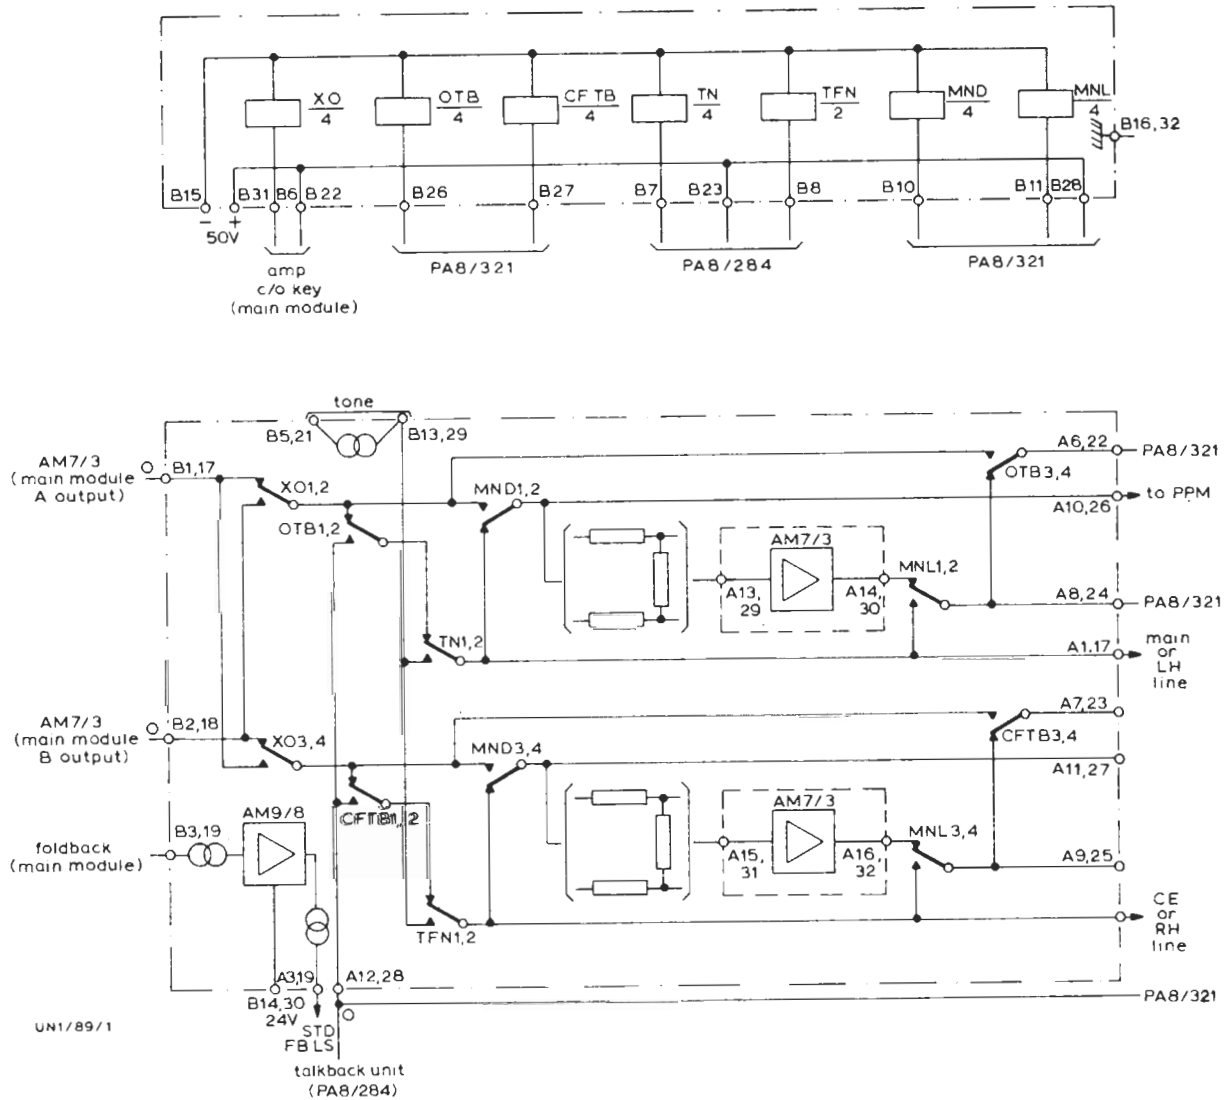 XO
4
OTB
4
CFTB
4
TN
4
TFN
2
MND
4
MNL
4
B16,32
B15
B31
B6
B22
B26
B27
B7
B23
B8
B10
B11
B28
- +
50V
amp
c/o key
(main module)
PA8/321
PA8/284
PA8/321
tone
B5,21
B13,29
AM7/3
(main module
A output)
B1,17
XO1,2
OTB1,2
MND1,2
OTB3,4
A6,22
PA8/321
to PPM
A10,26
AM7/3
A13,
29
A14,
30
MNL1,2
A8,24
PA8/321
TN1,2
A1,17
main
or
LH
line
AM7/3
(main module
B output)
B2,18
XO3,4
MND3,4
A7,23
CFTB3,4
A11,27
CFTB1,2
AM9/8
B3,19
foldback
(main module)
AM7/3
A15,
31
A16,
32
MNL3,4
A9,25
TFN1,2
CE
or
RH
line
A3,19
A12,28
B14,30
24V
PA8/321
STD
FB LS
UN1/89/1
talkback unit
(PA8/284)